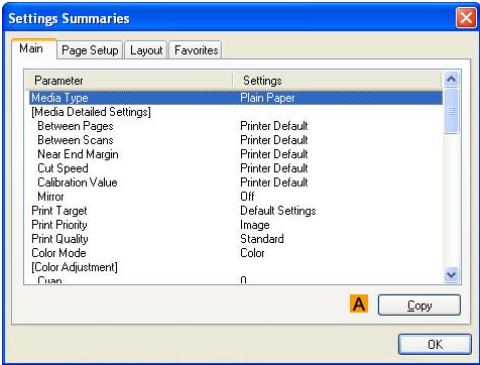 Settings Summaries
Main Page Setup Layout Favorites
Parameter Settings
Media Type Plain Paper
[Media Detailed Settings]
Between Pages Printer Default
Between Scans Printer Default
Near End Margin Printer Default
Cut Speed Printer Default
Calibration Value Printer Default
Mirror Off
Print Target Default Settings
Print Priority Image
Print Quality Standard
Color Mode Color
[Color Adjustment]
Cyan 0
A Copy
OK